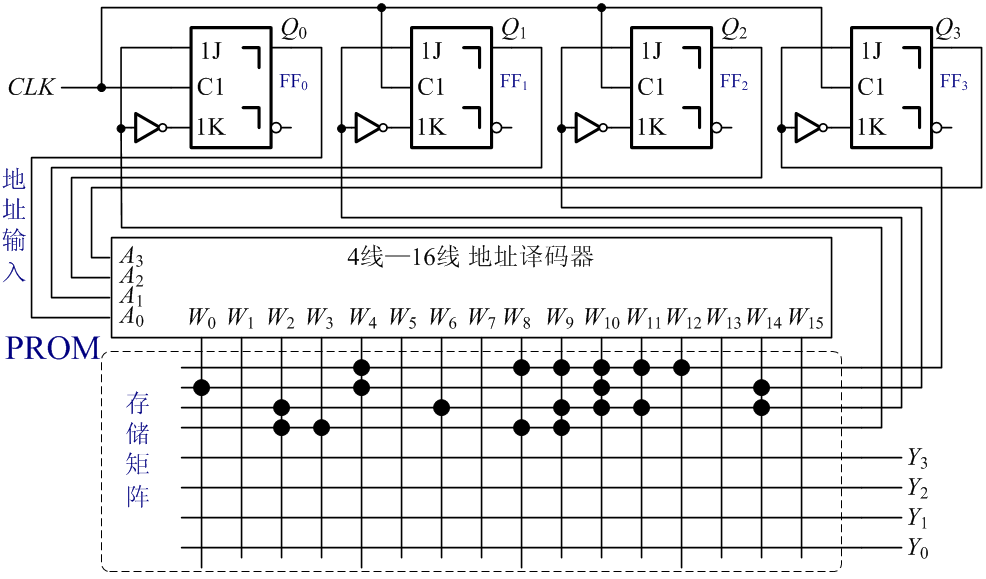 Q₀ Q₁ Q₂ Q₃
1J 1J 1J 1J
CLK C1 FF₀ C1 FF₁ C1 FF₂ C1 FF₃
1K 1K 1K 1K
地址输入
4线—16线 地址译码器
A₃
A₂
A₁
A₀
W₀ W₁ W₂ W₃ W₄ W₅ W₆ W₇ W₈ W₉ W₁₀ W₁₁ W₁₂ W₁₃ W₁₄ W₁₅
PROM
存储矩阵
Y₃
Y₂
Y₁
Y₀